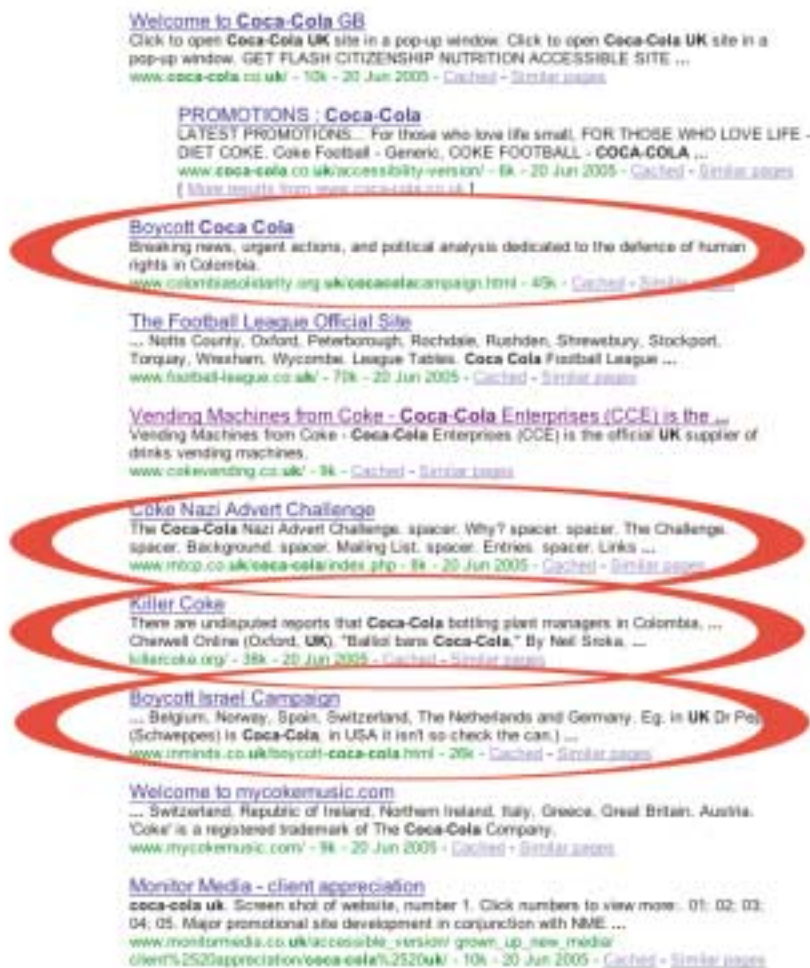 Welcome to Coca-Cola GB
Click to open Coca-Cola UK site in a pop-up window. Click to open Coca-Cola UK site in a
pop-up window. GET FLASH CITIZENSHIP NUTRITION ACCESSIBLE SITE ...
www.coca-cola.co.uk/ - 10k - 20 Jun 2005 - Cached - Similar pages
PROMOTIONS : Coca-Cola
LATEST PROMOTIONS... For those who love life small, FOR THOSE WHO LOVE LIFE -
DIET COKE. Coke Football - Generic, COKE FOOTBALL - COCA-COLA ...
www.coca-cola.co.uk/accessibility-version/ - 6k - 20 Jun 2005 - Cached - Similar pages
[ More results from www.coca-cola.co.uk ]
Boycott Coca Cola
Breaking news, urgent actions, and political analysis dedicated to the defence of human
rights in Colombia.
www.colombiasolidarity.org.uk/cocacolacampaign.html - 45k - Cached - Similar pages
The Football League Official Site
... Notts County, Oxford, Peterborough, Rochdale, Rushden, Shrewsbury, Stockport,
Torquay, Wrexham, Wycombe. League Tables. Coca Cola Football League ...
www.football-league.co.uk/ - 70k - 20 Jun 2005 - Cached - Similar pages
Vending Machines from Coke - Coca-Cola Enterprises (CCE) is the ...
Vending Machines from Coke - Coca-Cola Enterprises (CCE) is the official UK supplier of
drinks vending machines.
www.cokevending.co.uk/ - 9k - Cached - Similar pages
Coke Nazi Advert Challenge
The Coca-Cola Nazi Advert Challenge. spacer. Why? spacer. spacer. The Challenge.
spacer. Background. spacer. Mailing List. spacer. Entries. spacer. Links ...
www.mtcp.co.uk/coca-cola/index.php - 8k - 20 Jun 2005 - Cached - Similar pages
Killer Coke
There are undisputed reports that Coca-Cola bottling plant managers in Colombia, ...
Cherwell Online (Oxford, UK), "Balliol bans Coca-Cola," By Neil Sroka, ...
killercoke.org/ - 38k - 20 Jun 2005 - Cached - Similar pages
Boycott Israel Campaign
... Belgium, Norway, Spain, Switzerland, The Netherlands and Germany. Eg. in UK Dr Pep
(Schweppes) is Coca-Cola, in USA it isn't so check the can.) ...
www.inminds.co.uk/boycott-coca-cola.html - 26k - Cached - Similar pages
Welcome to mycokemusic.com
... Switzerland, Republic of Ireland, Northern Ireland, Italy, Greece, Great Britain, Austria.
'Coke' is a registered trademark of The Coca-Cola Company.
www.mycokemusic.com/ - 9k - 20 Jun 2005 - Cached - Similar pages
Monitor Media - client appreciation
coca-cola uk. Screen shot of website, number 1. Click numbers to view more:. 01; 02; 03;
04; 05. Major promotional site development in conjunction with NME ...
www.monitormedia.co.uk/accessible_version/ grown_up_new_media/
client%2520appreciation/coca-cola%2520uk/ - 10k - 20 Jun 2005 - Cached - Similar pages